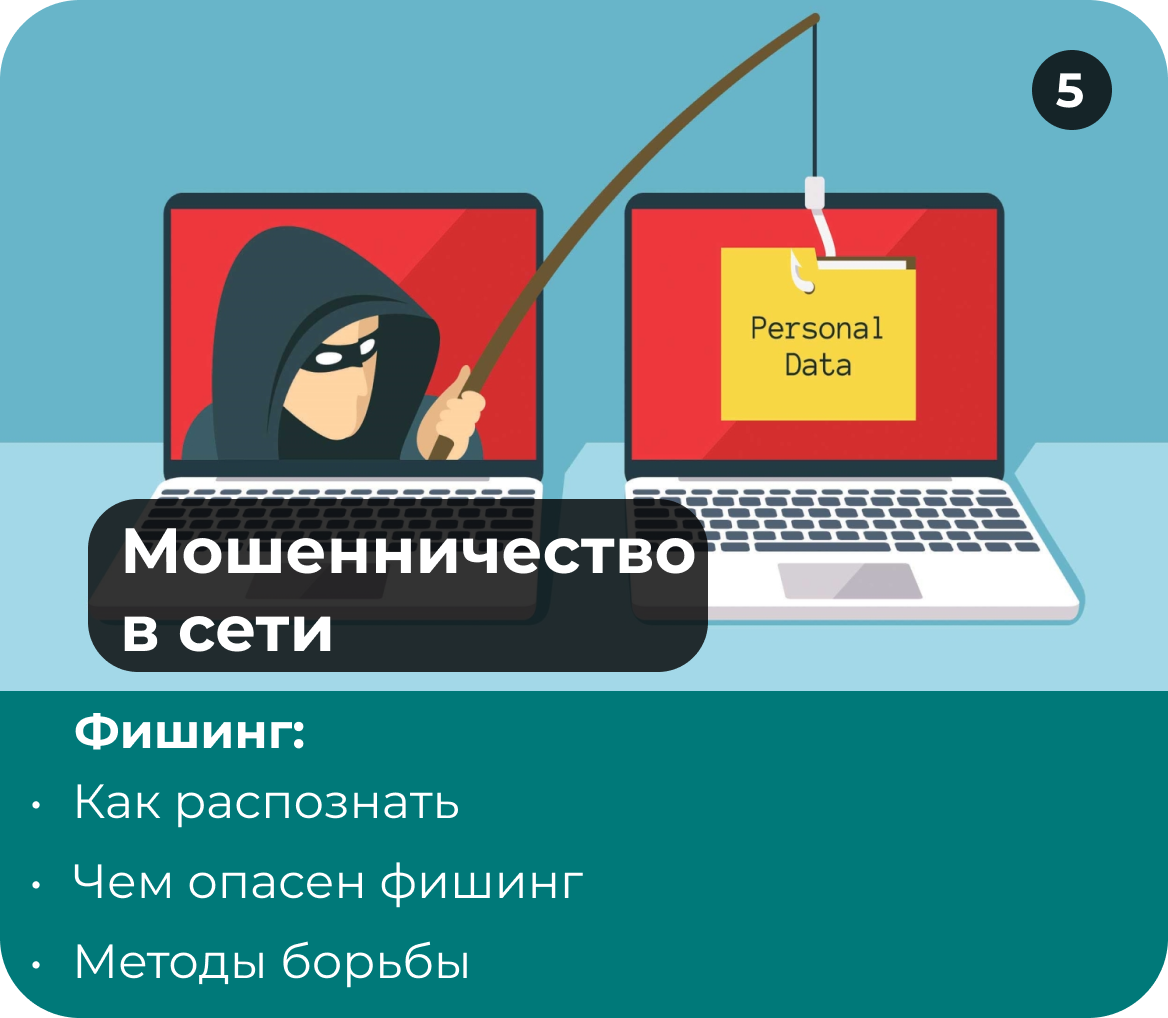 5
Personal
Data
Мошенничество
в сети
Фишинг:
• Как распознать
• Чем опасен фишинг
• Методы борьбы